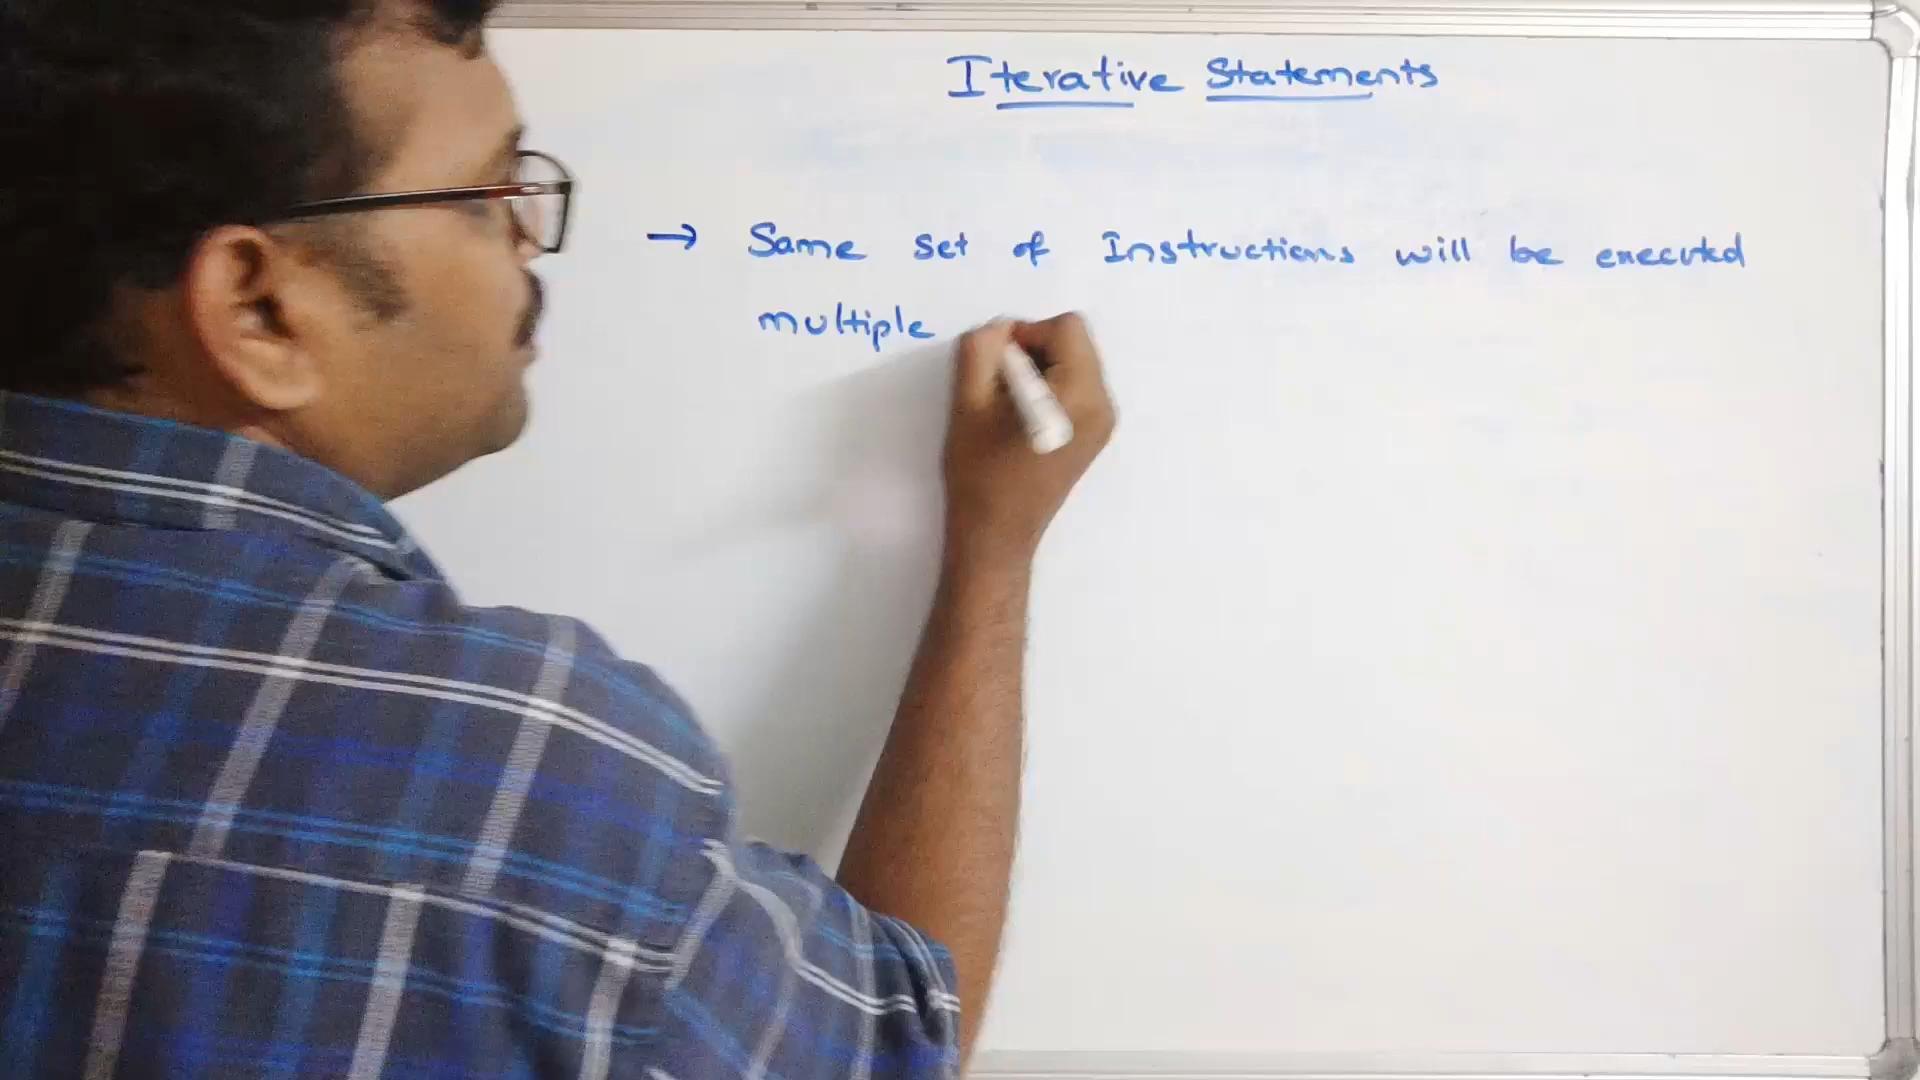 Iterative Statements
→ Same set of Instructions will be executed
multiple